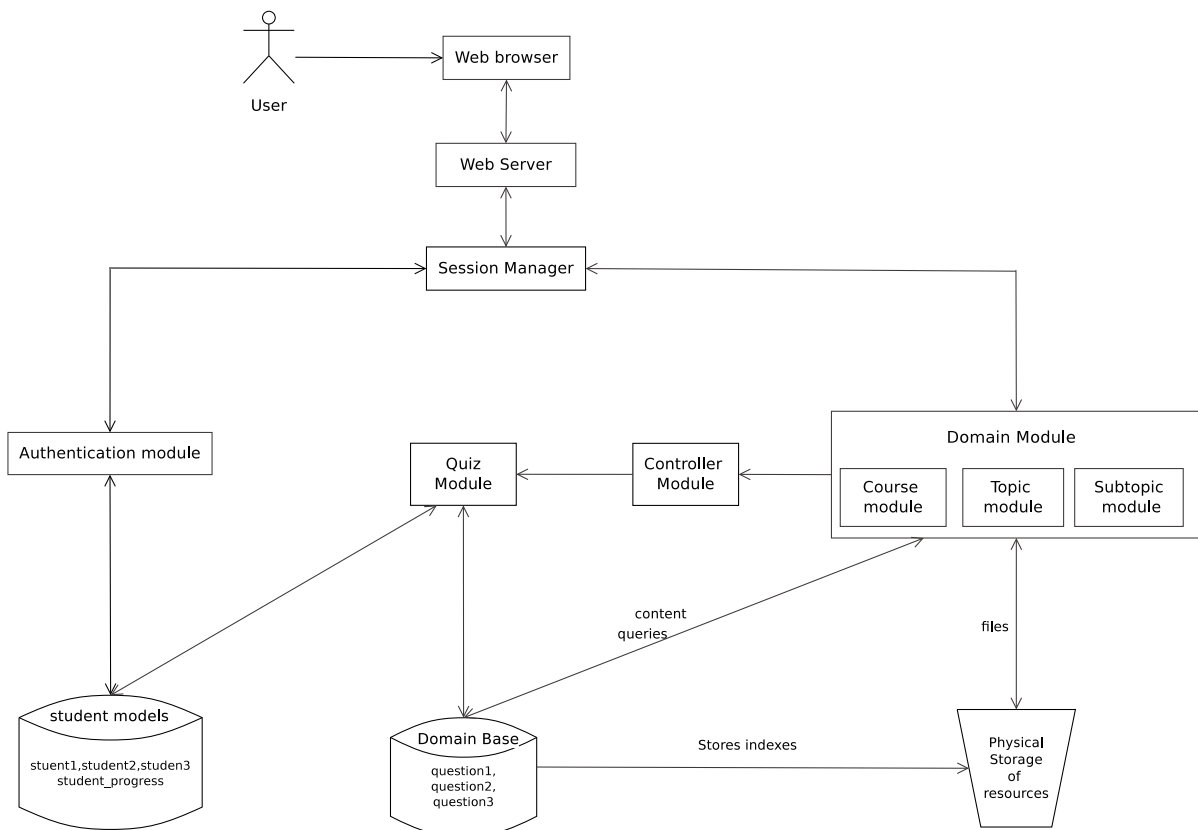 User
Web browser
Web Server
Session Manager
Authentication module
Quiz
Module
Controller
Module
Domain Module
Course
module
Topic
module
Subtopic
module
content
queries
files
student models
stuent1,student2,studen3
student_progress
Domain Base
question1,
question2,
question3
Stores indexes
Physical
Storage
of
resources